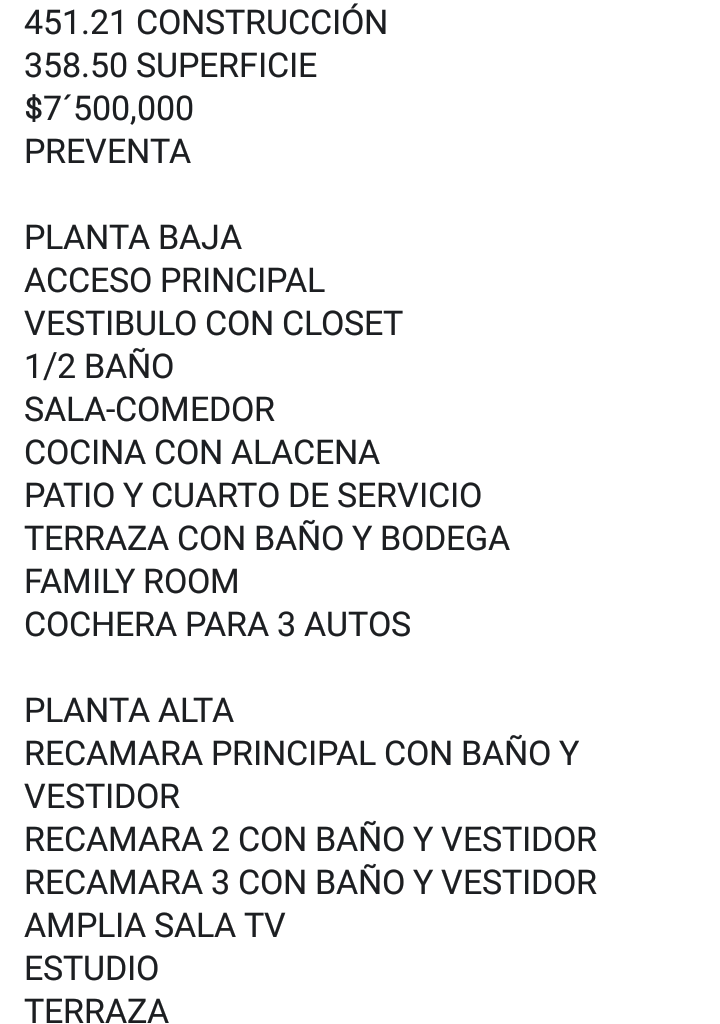 451.21 CONSTRUCCIÓN
358.50 SUPERFICIE
$7´500,000
PREVENTA
PLANTA BAJA
ACCESO PRINCIPAL
VESTIBULO CON CLOSET
1/2 BAÑO
SALA-COMEDOR
COCINA CON ALACENA
PATIO Y CUARTO DE SERVICIO
TERRAZA CON BAÑO Y BODEGA
FAMILY ROOM
COCHERA PARA 3 AUTOS
PLANTA ALTA
RECAMARA PRINCIPAL CON BAÑO Y
VESTIDOR
RECAMARA 2 CON BAÑO Y VESTIDOR
RECAMARA 3 CON BAÑO Y VESTIDOR
AMPLIA SALA TV
ESTUDIO
TERRAZA